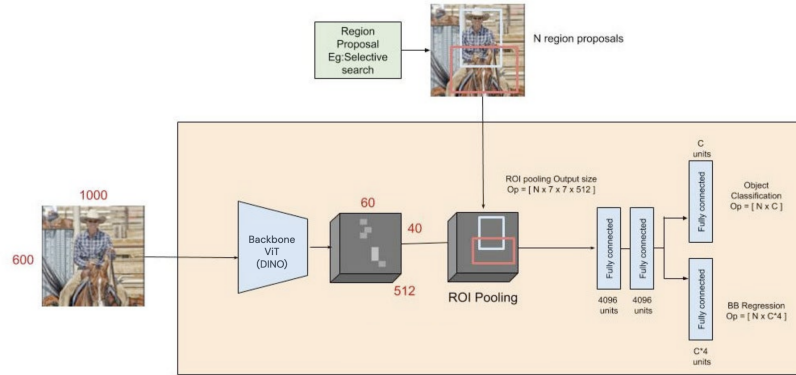 Region
Proposal
Eg:Selective
search
N region proposals
1000
600
Backbone
ViT
(DINO)
60
40
512
ROI Pooling
ROI pooling Output size
Op = [ N x 7 x 7 x 512 ]
Fully connected
4096
units
Fully connected
4096
units
C
units
Fully connected
Object
Classification
Op = [ N x C ]
Fully connected
C*4
units
BB Regression
Op = [ N x C*4 ]